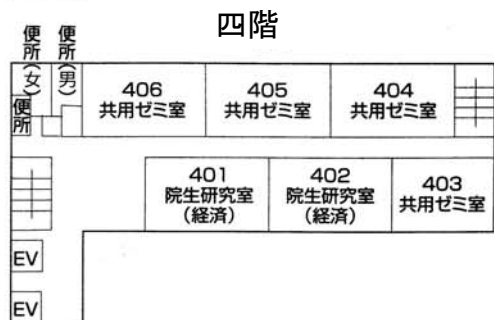 四階
便所(女)
便所(男)
便所
406
共用ゼミ室
405
共用ゼミ室
404
共用ゼミ室
401
院生研究室
(経済)
402
院生研究室
(経済)
403
共用ゼミ室
EV
EV